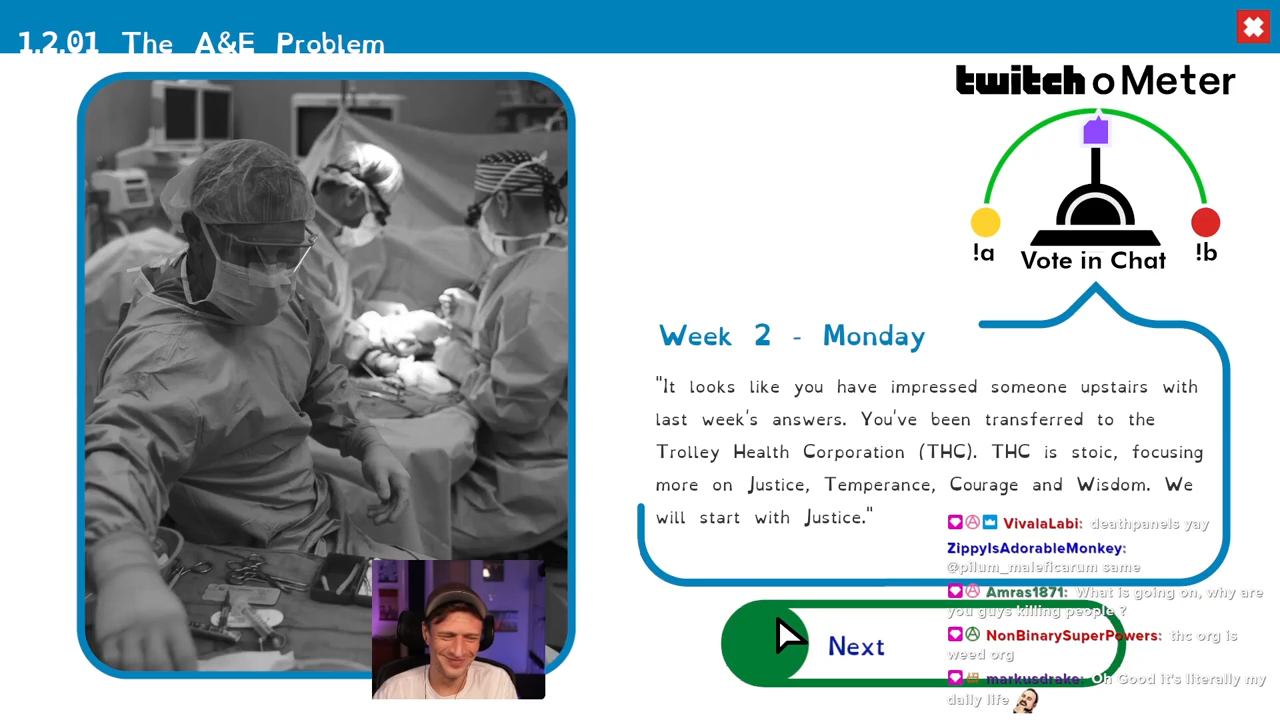 1.2.01 The A&E Problem
twitch o Meter
!a
Vote in Chat
!b
Week 2 - Monday
"It looks like you have impressed someone upstairs with
last week's answers. You've been transferred to the
Trolley Health Corporation (THC). THC is stoic, focusing
more on Justice, Temperance, Courage and Wisdom. We
will start with Justice."
VivalaLabi: deathpanels yay
ZippyIsAdorableMonkey:
@pilum_maleficarum same
Amras1871: What is going on, why are
you guys killing people ?
NonBinarySuperPowers: thc org is
weed org
markusdrake: Oh Good it's literally my
daily life
Next